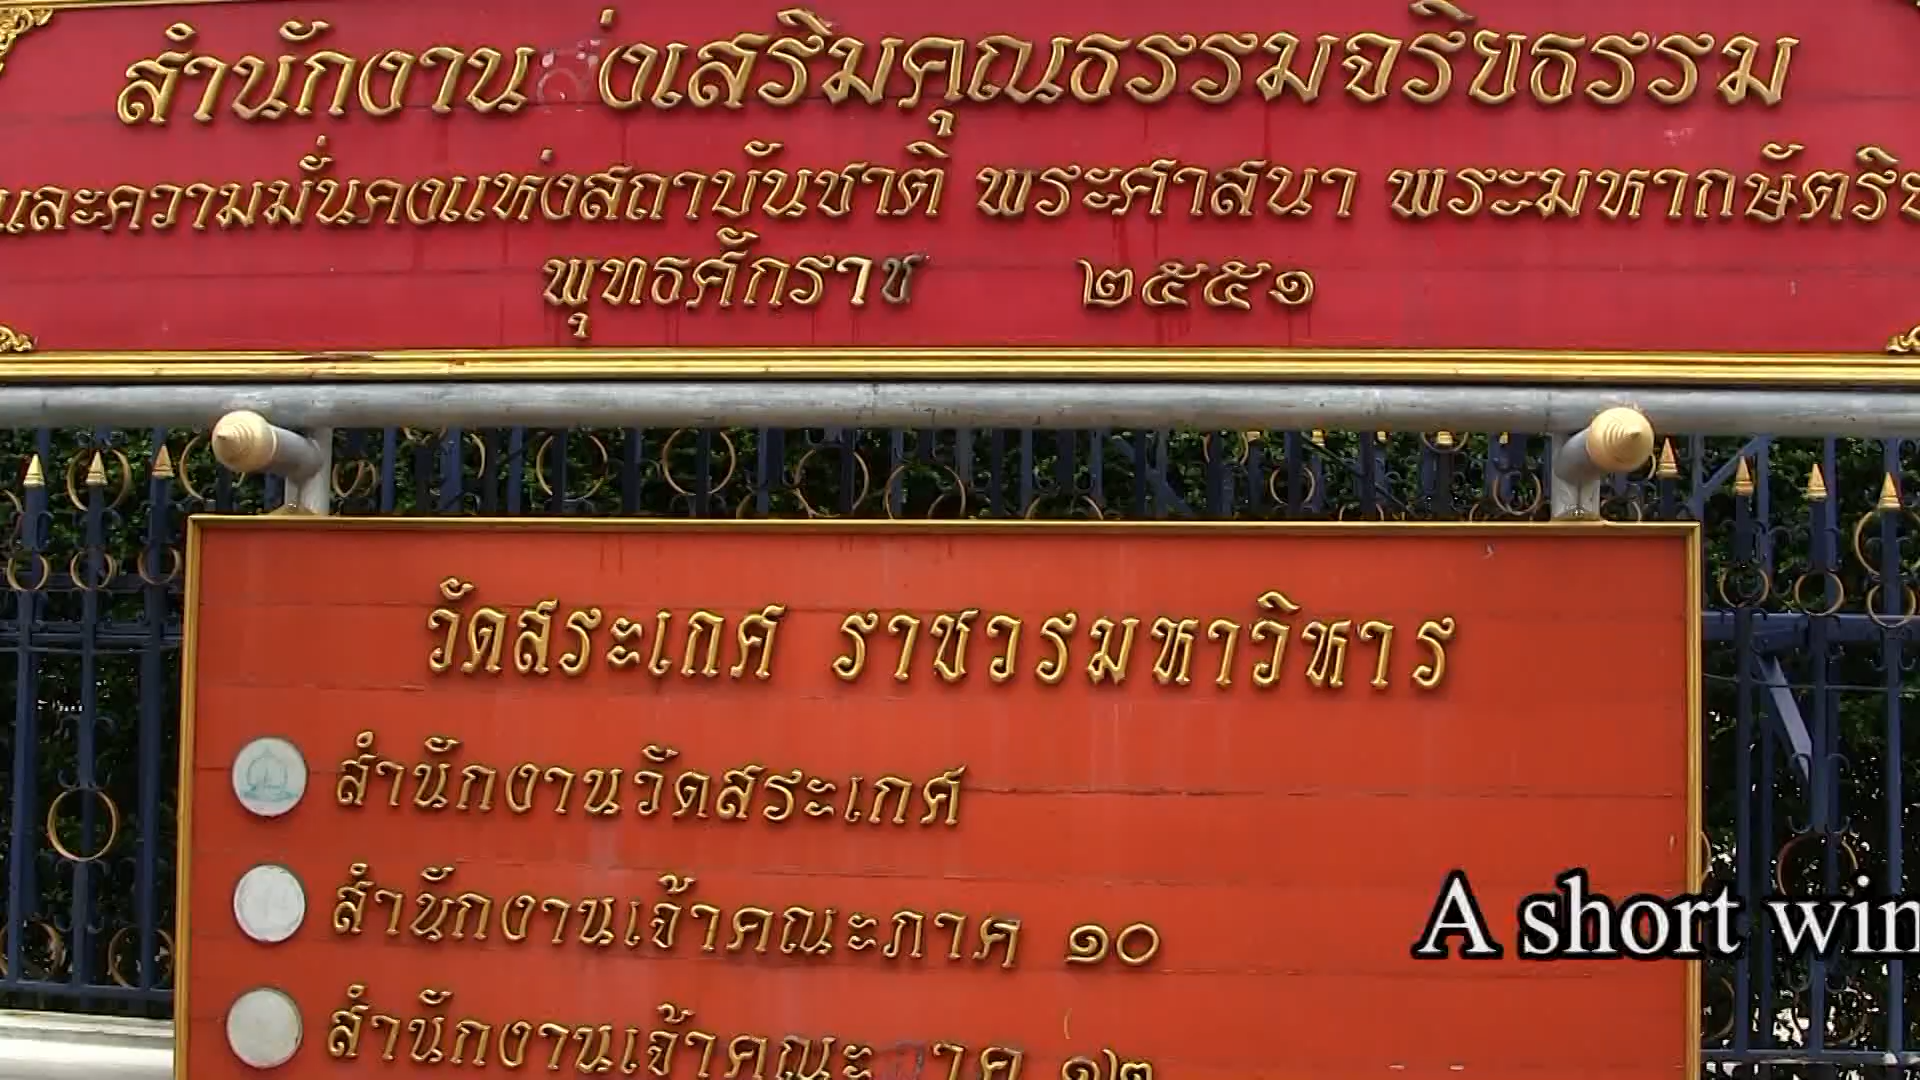 สำนักงาน ่งเสริมคุณธรรมจริยธรรม
และความมั่นคงแห่งสถาบันชาติ พระศาสนา พระมหากษัตริย
พุทธศักราช ๒๕๕๑
วัดสระเกศ ราชวรมหาวิหาร
สำนักงานวัดสระเกศ
สำนักงานเจ้าคณะภาค ๑๐
A short win
สำนักงานเจ้าคณะ าค ๑๒